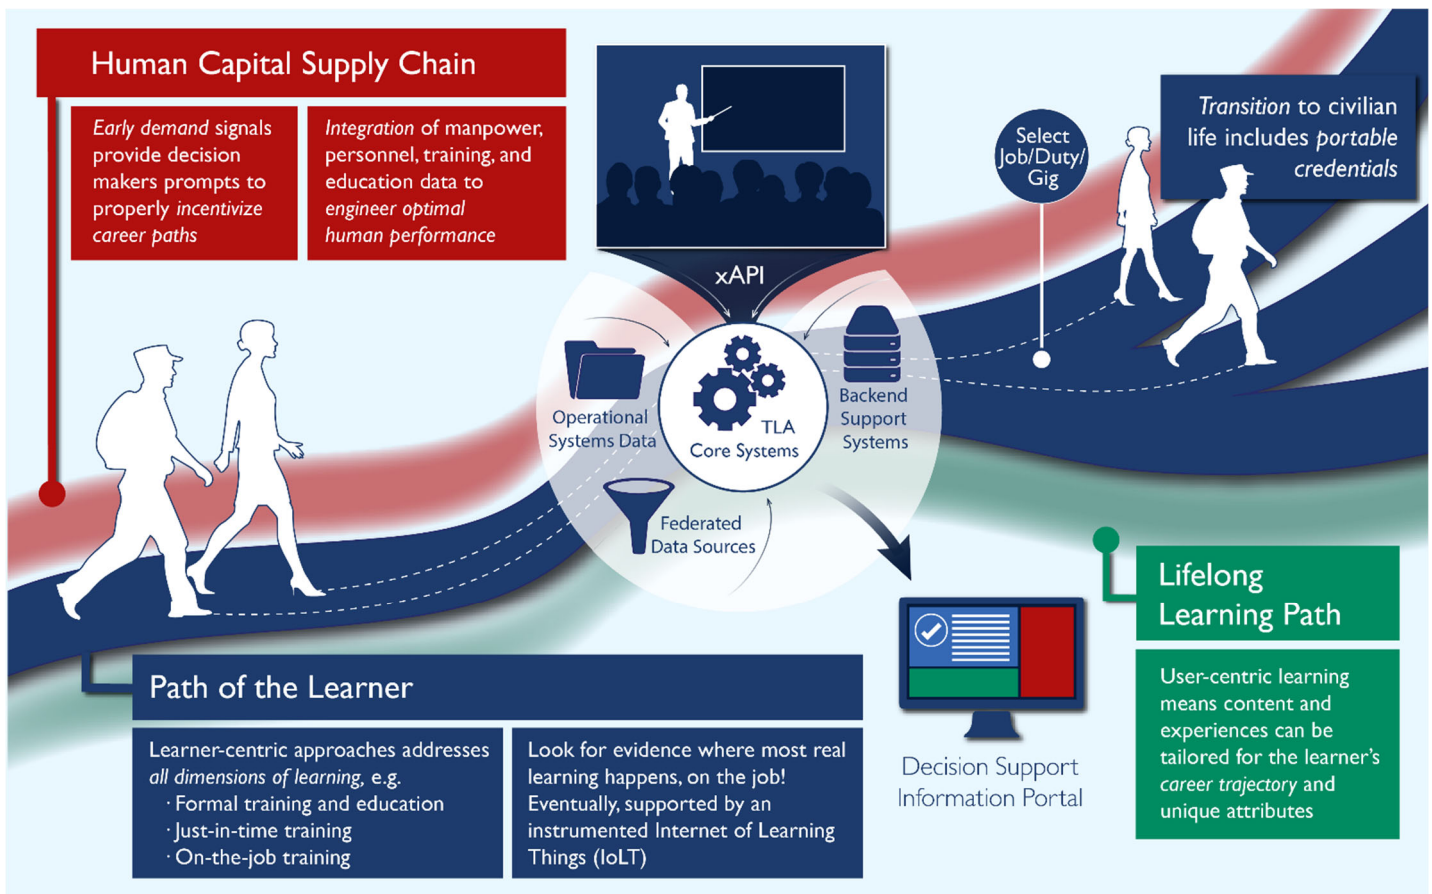 Human Capital Supply Chain
Early demand signals
provide decision
makers prompts to
properly incentivize
career paths
Integration of manpower,
personnel, training, and
education data to
engineer optimal
human performance
xAPI
Select
Job/Duty/
Gig
Transition to civilian
life includes portable
credentials
Operational
Systems Data
TLA
Core Systems
Backend
Support
Systems
Federated
Data Sources
Path of the Learner
Learner-centric approaches addresses
all dimensions of learning, e.g.
· Formal training and education
· Just-in-time training
· On-the-job training
Look for evidence where most real
learning happens, on the job!
Eventually, supported by an
instrumented Internet of Learning
Things (IoLT)
Decision Support
Information Portal
Lifelong
Learning Path
User-centric learning
means content and
experiences can be
tailored for the learner's
career trajectory and
unique attributes